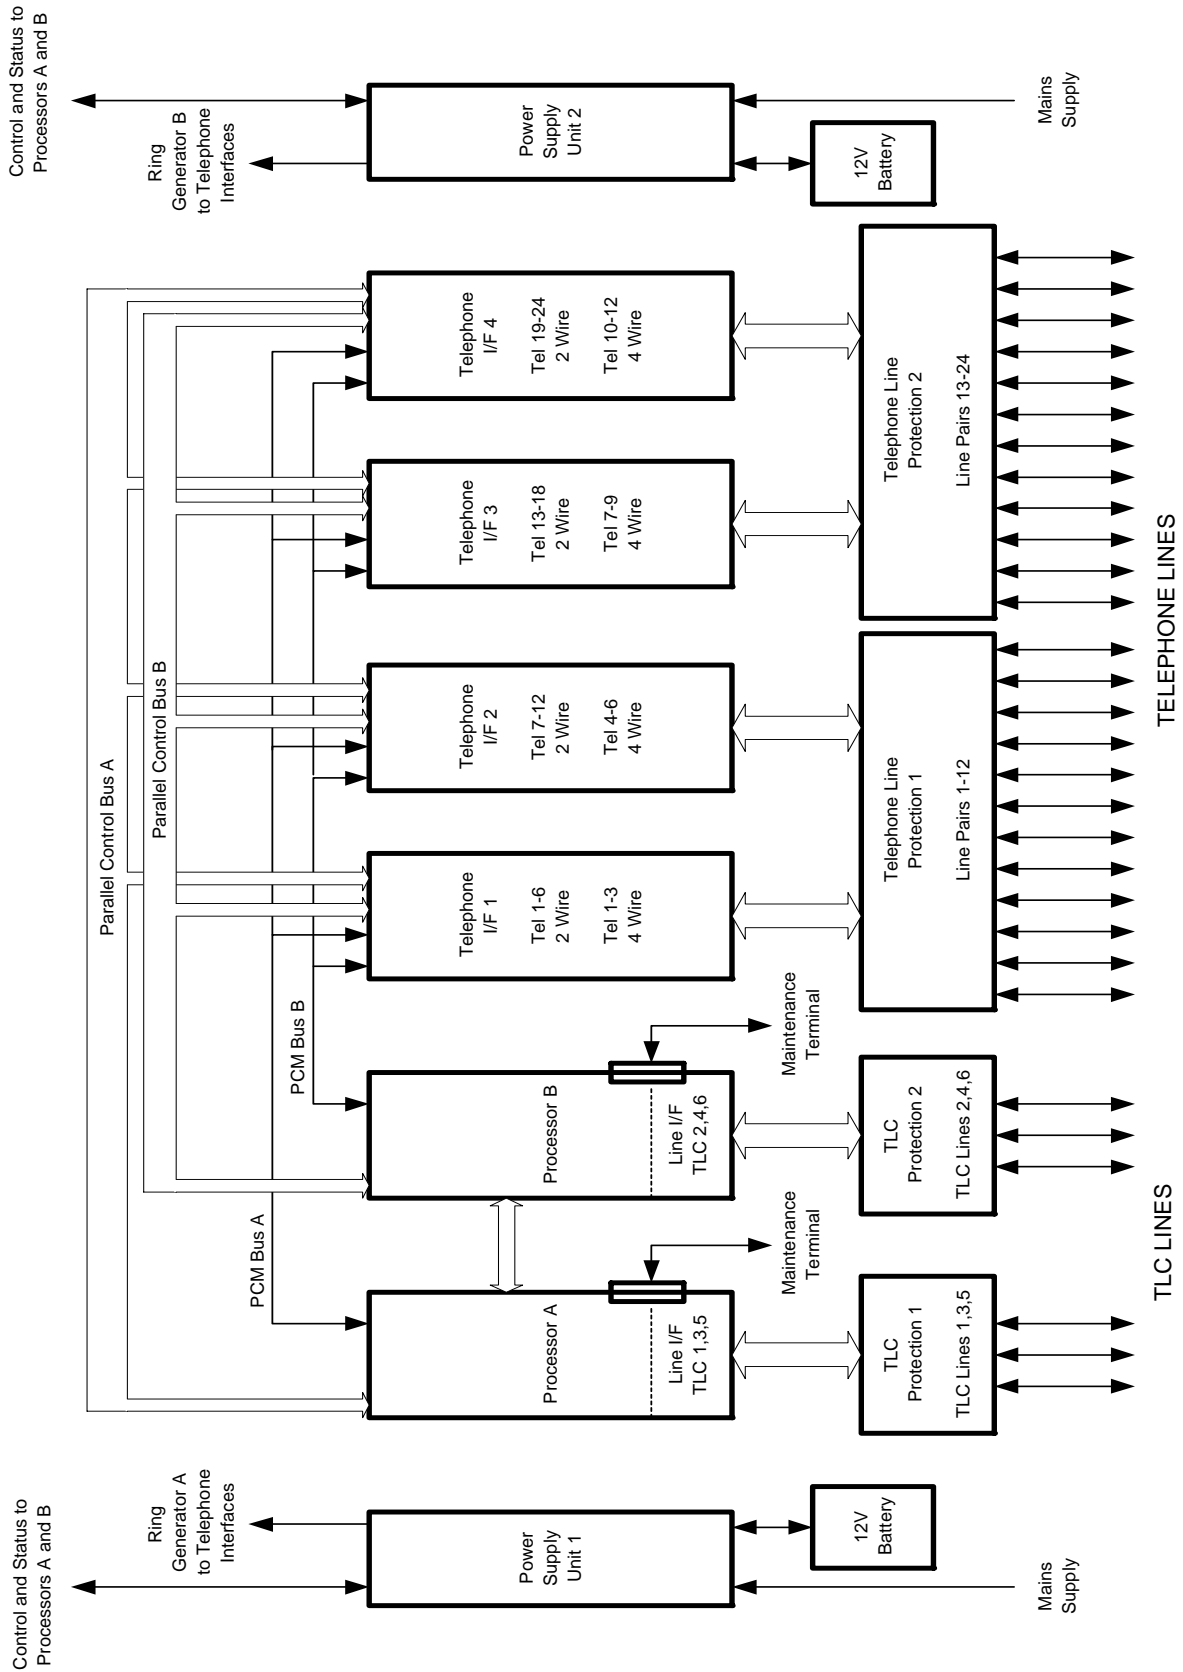 Control and Status to
Processors A and B
Ring
Generator A
to Telephone
Interfaces
Power
Supply
Unit 1
12V
Battery
Mains
Supply
Parallel Control Bus A
Parallel Control Bus B
PCM Bus A
PCM Bus B
Processor A
Line I/F
TLC 1,3,5
Maintenance
Terminal
Processor B
Line I/F
TLC 2,4,6
Maintenance
Terminal
Telephone
I/F 1
Tel 1-6
2 Wire
Tel 1-3
4 Wire
Telephone
I/F 2
Tel 7-12
2 Wire
Tel 4-6
4 Wire
Telephone
I/F 3
Tel 13-18
2 Wire
Tel 7-9
4 Wire
Telephone
I/F 4
Tel 19-24
2 Wire
Tel 10-12
4 Wire
Control and Status to
Processors A and B
Ring
Generator B
to Telephone
Interfaces
Power
Supply
Unit 2
12V
Battery
Mains
Supply
TLC
Protection 1
TLC Lines 1,3,5
TLC
Protection 2
TLC Lines 2,4,6
Telephone Line
Protection 1
Line Pairs 1-12
Telephone Line
Protection 2
Line Pairs 13-24
TLC LINES
TELEPHONE LINES